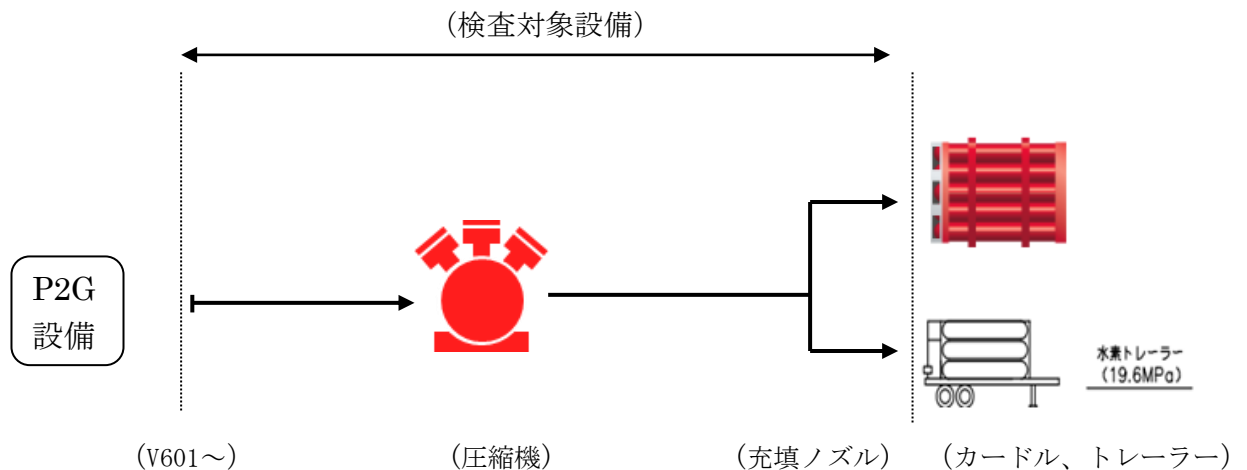 (検査対象設備)
P2G
設備
水素トレーラー
(19.6MPa)
(V601～)
(圧縮機)
(充填ノズル)
(カードル、トレーラー)